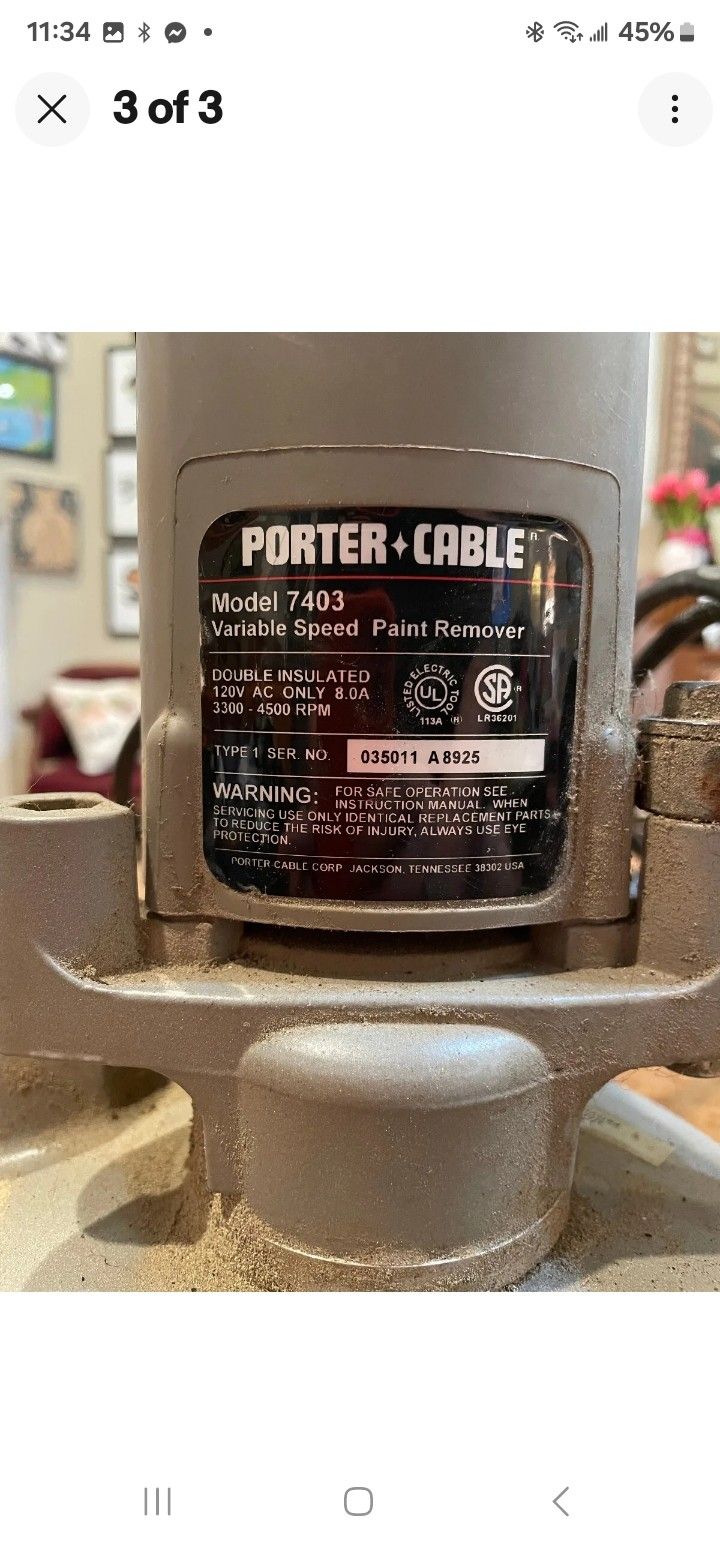 11:34
45%
3 of 3
PORTER+CABLE
Model 7403
Variable Speed Paint Remover
DOUBLE INSULATED
120V AC ONLY 8.0A
3300 - 4500 RPM
LISTED ELECTRIC TOOL
UL
113A (H)
SA
LR36201
TYPE 1 SER. NO. 035011 A8925
WARNING: FOR SAFE OPERATION SEE
INSTRUCTION MANUAL. WHEN
SERVICING USE ONLY IDENTICAL REPLACEMENT PARTS
TO REDUCE THE RISK OF INJURY, ALWAYS USE EYE
PROTECTION.
PORTER-CABLE CORP JACKSON, TENNESSEE 38302 USA